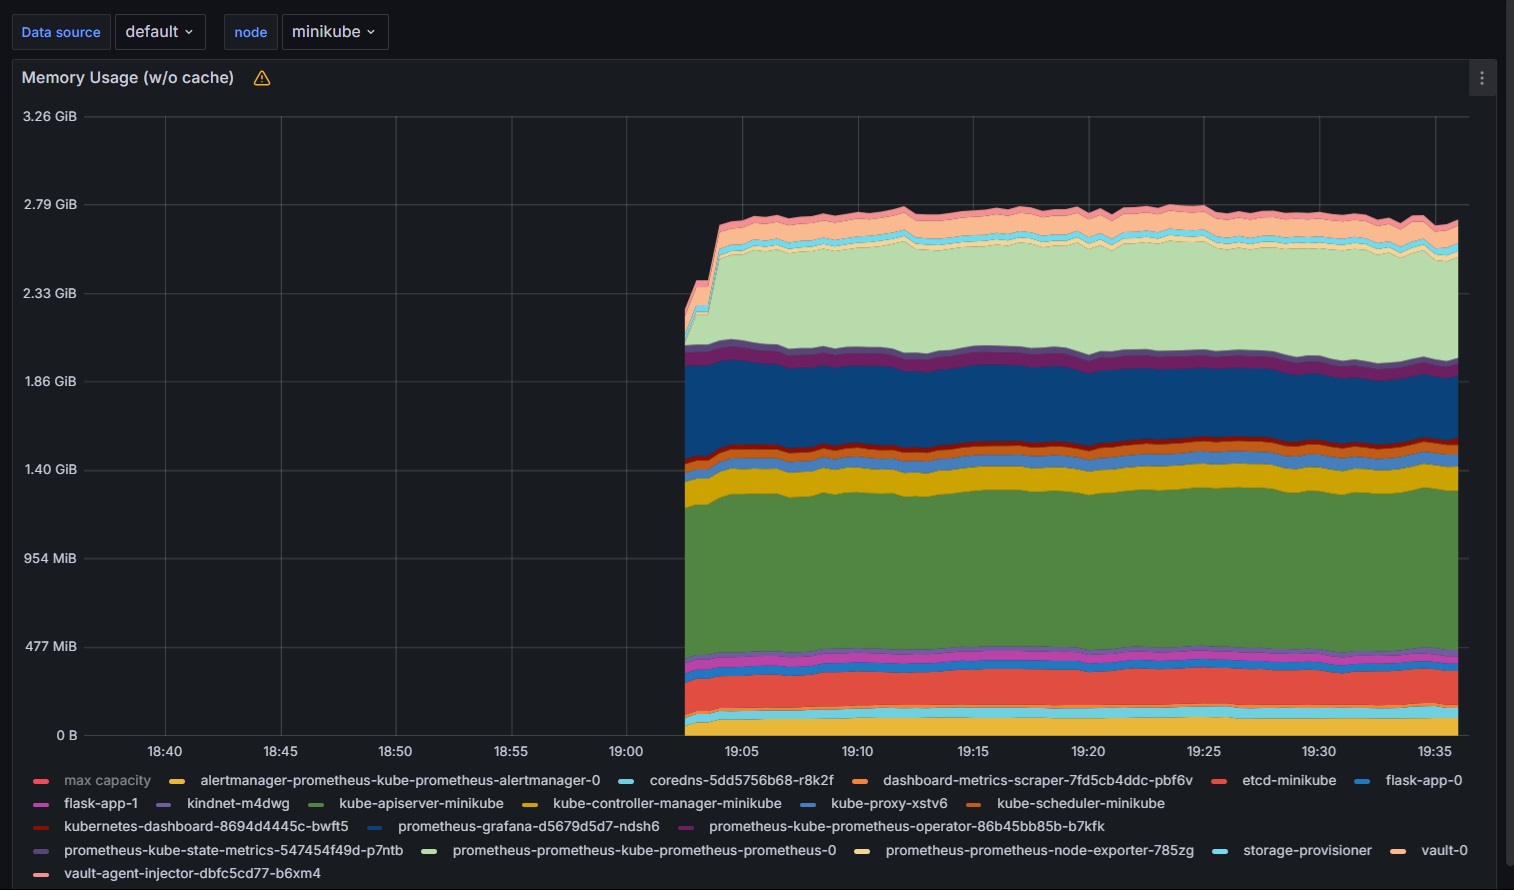 Data source default node minikube
Memory Usage (w/o cache)
3.26 GiB
2.79 GiB
2.33 GiB
1.86 GiB
1.40 GiB
954 MiB
477 MiB
0 B
18:40 18:45 18:50 18:55 19:00 19:05 19:10 19:15 19:20 19:25 19:30 19:35
max capacity alertmanager-prometheus-kube-prometheus-alertmanager-0 coredns-5dd5756b68-r8k2f dashboard-metrics-scraper-7fd5cb4ddc-pbf6v etcd-minikube flask-app-0
flask-app-1 kindnet-m4dwg kube-apiserver-minikube kube-controller-manager-minikube kube-proxy-xstv6 kube-scheduler-minikube
kubernetes-dashboard-8694d4445c-bwft5 prometheus-grafana-d5679d5d7-ndsh6 prometheus-kube-prometheus-operator-86b45bb85b-b7kfk
prometheus-kube-state-metrics-547454f49d-p7ntb prometheus-prometheus-kube-prometheus-prometheus-0 prometheus-prometheus-node-exporter-785zg storage-provisioner vault-0
vault-agent-injector-dbfc5cd77-b6xm4